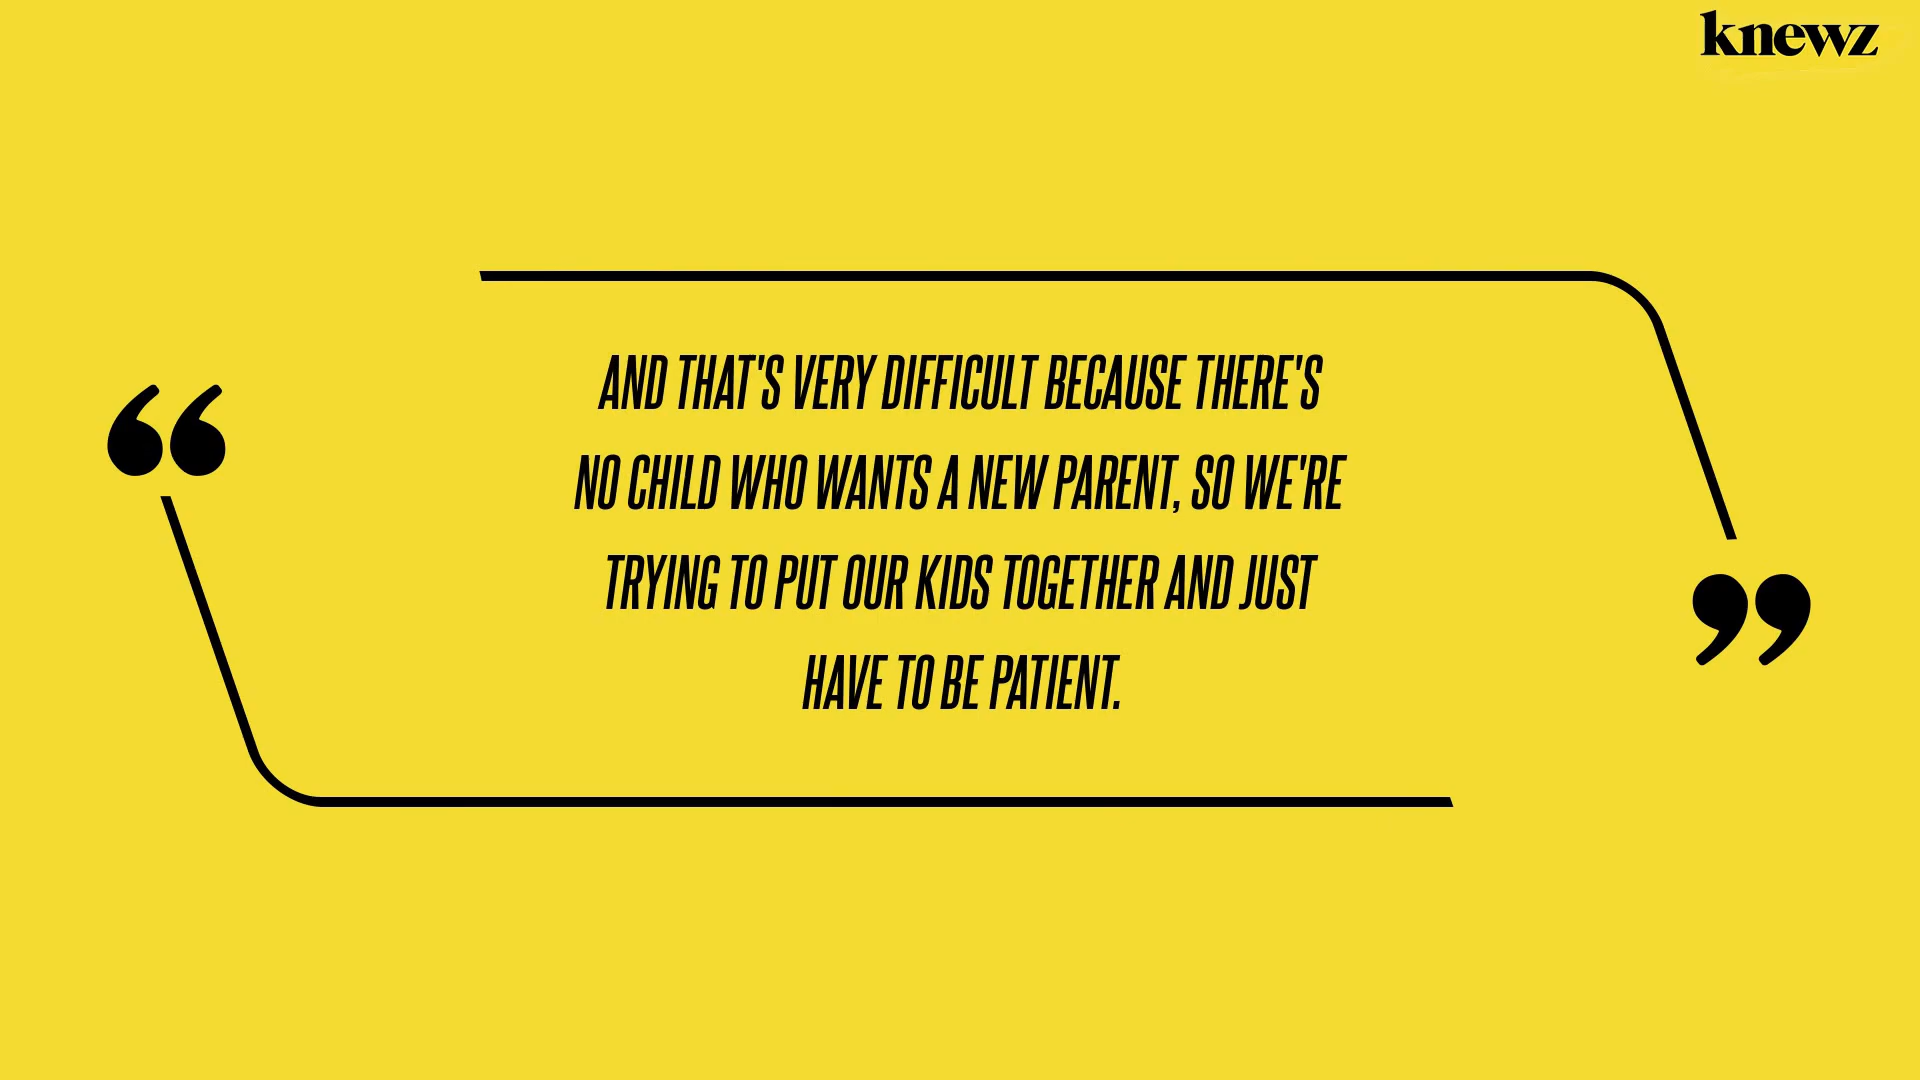 knewz
AND THAT'S VERY DIFFICULT BECAUSE THERE'S
NO CHILD WHO WANTS A NEW PARENT, SO WE'RE
TRYING TO PUT OUR KIDS TOGETHER AND JUST
HAVE TO BE PATIENT.